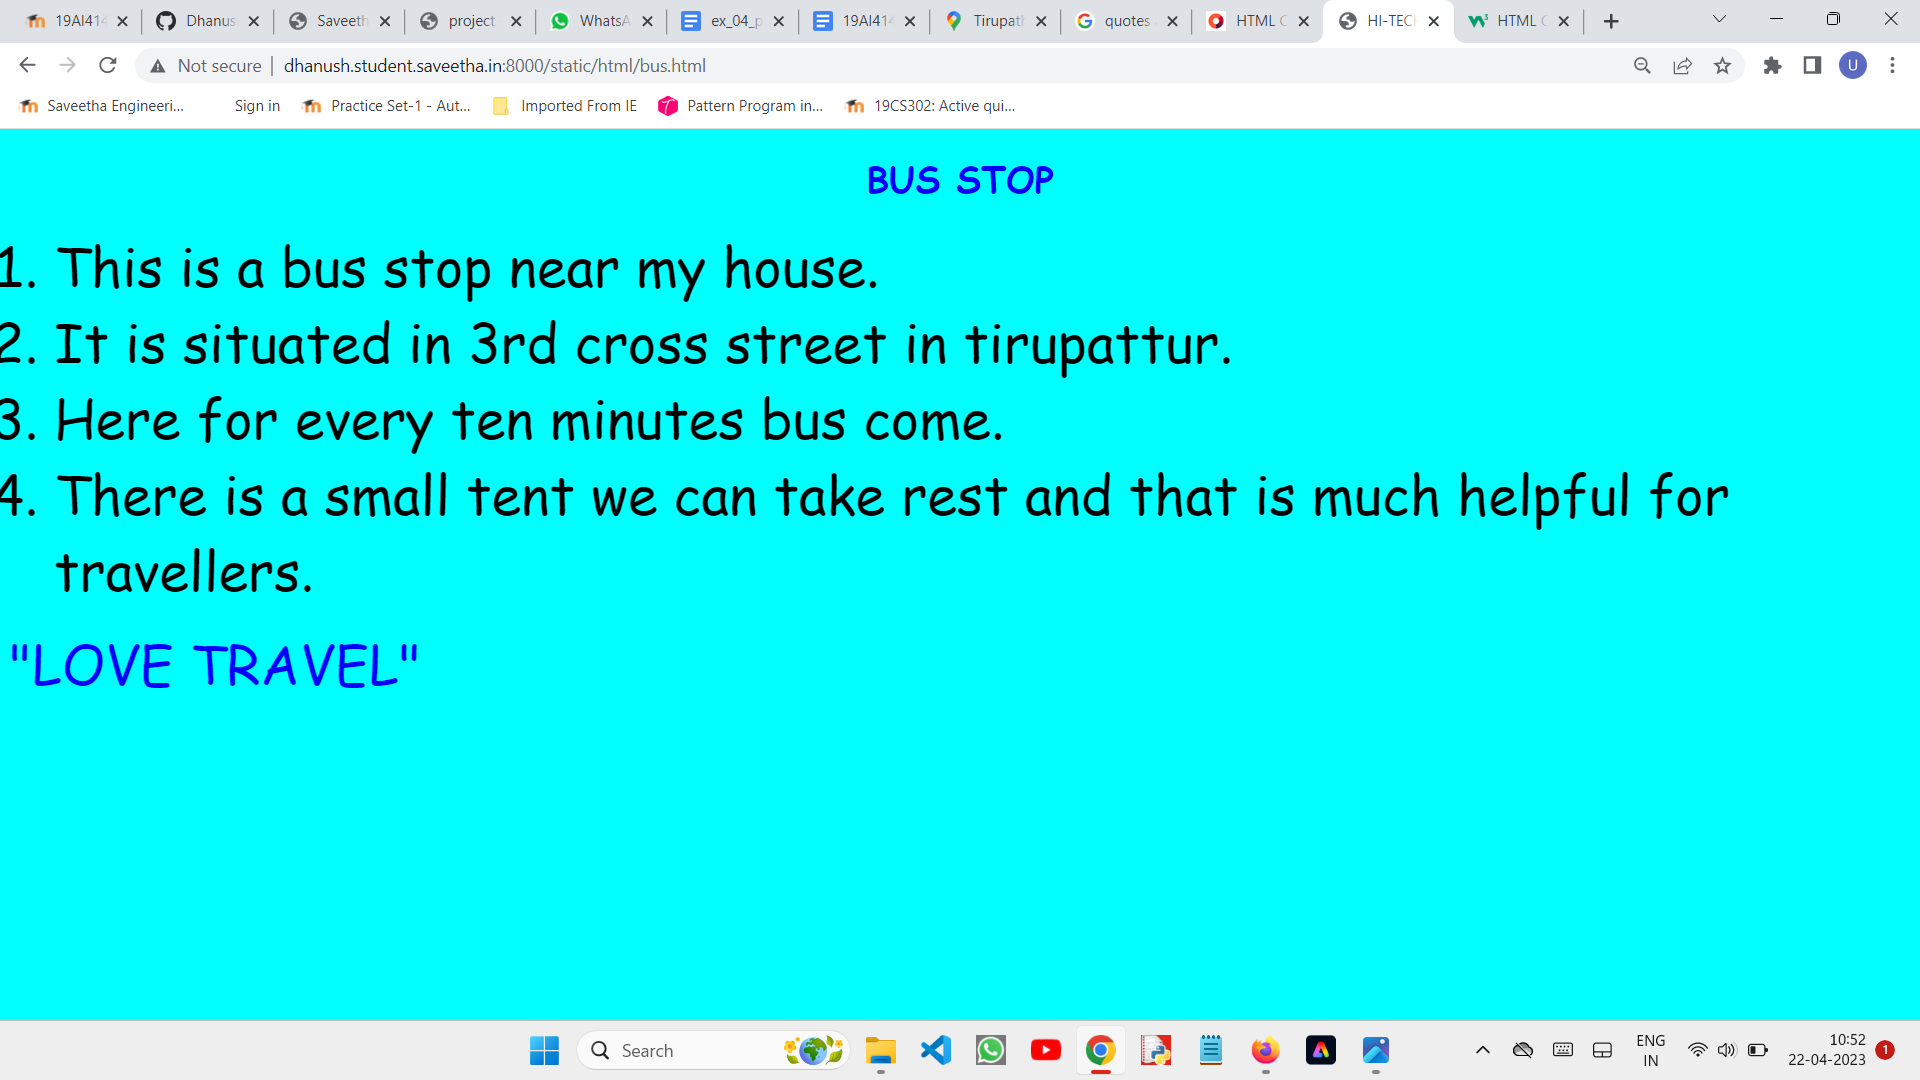 19AI414
Dhanus
Saveeth
project
WhatsA
ex_04_p
19AI414
Tirupatt
quotes
HTML C
HI-TECH
HTML C
Not secure
dhanush.student.saveetha.in:8000/static/html/bus.html
U
Saveetha Engineeri...
Sign in
Practice Set-1 - Aut...
Imported From IE
Pattern Program in...
19CS302: Active qui...
BUS STOP
1. This is a bus stop near my house.
2. It is situated in 3rd cross street in tirupattur.
3. Here for every ten minutes bus come.
4. There is a small tent we can take rest and that is much helpful for
travellers.
"LOVE TRAVEL"
Search
ENG
IN
10:52
22-04-2023
1